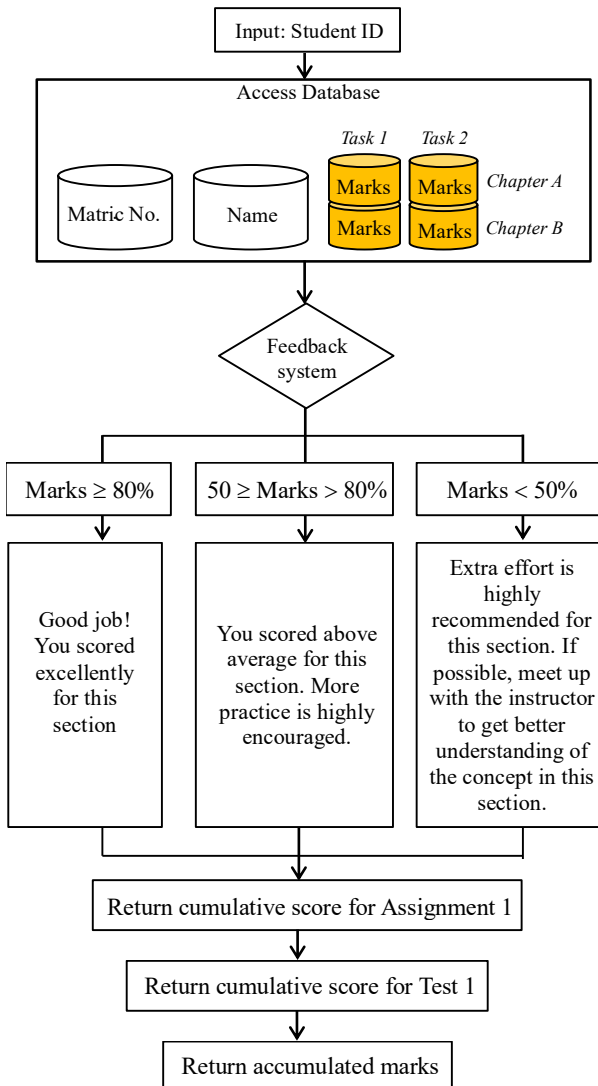 Input: Student ID
Access Database
Task 1 Task 2
Marks Marks Chapter A
Matric No. Name
Marks Marks Chapter B
Feedback
system
Marks ≥ 80%
50 ≥ Marks > 80%
Marks < 50%
Good job!
You scored
excellently
for this
section
You scored above
average for this
section. More
practice is highly
encouraged.
Extra effort is
highly
recommended for
this section. If
possible, meet up
with the instructor
to get better
understanding of
the concept in this
section.
Return cumulative score for Assignment 1
Return cumulative score for Test 1
Return accumulated marks